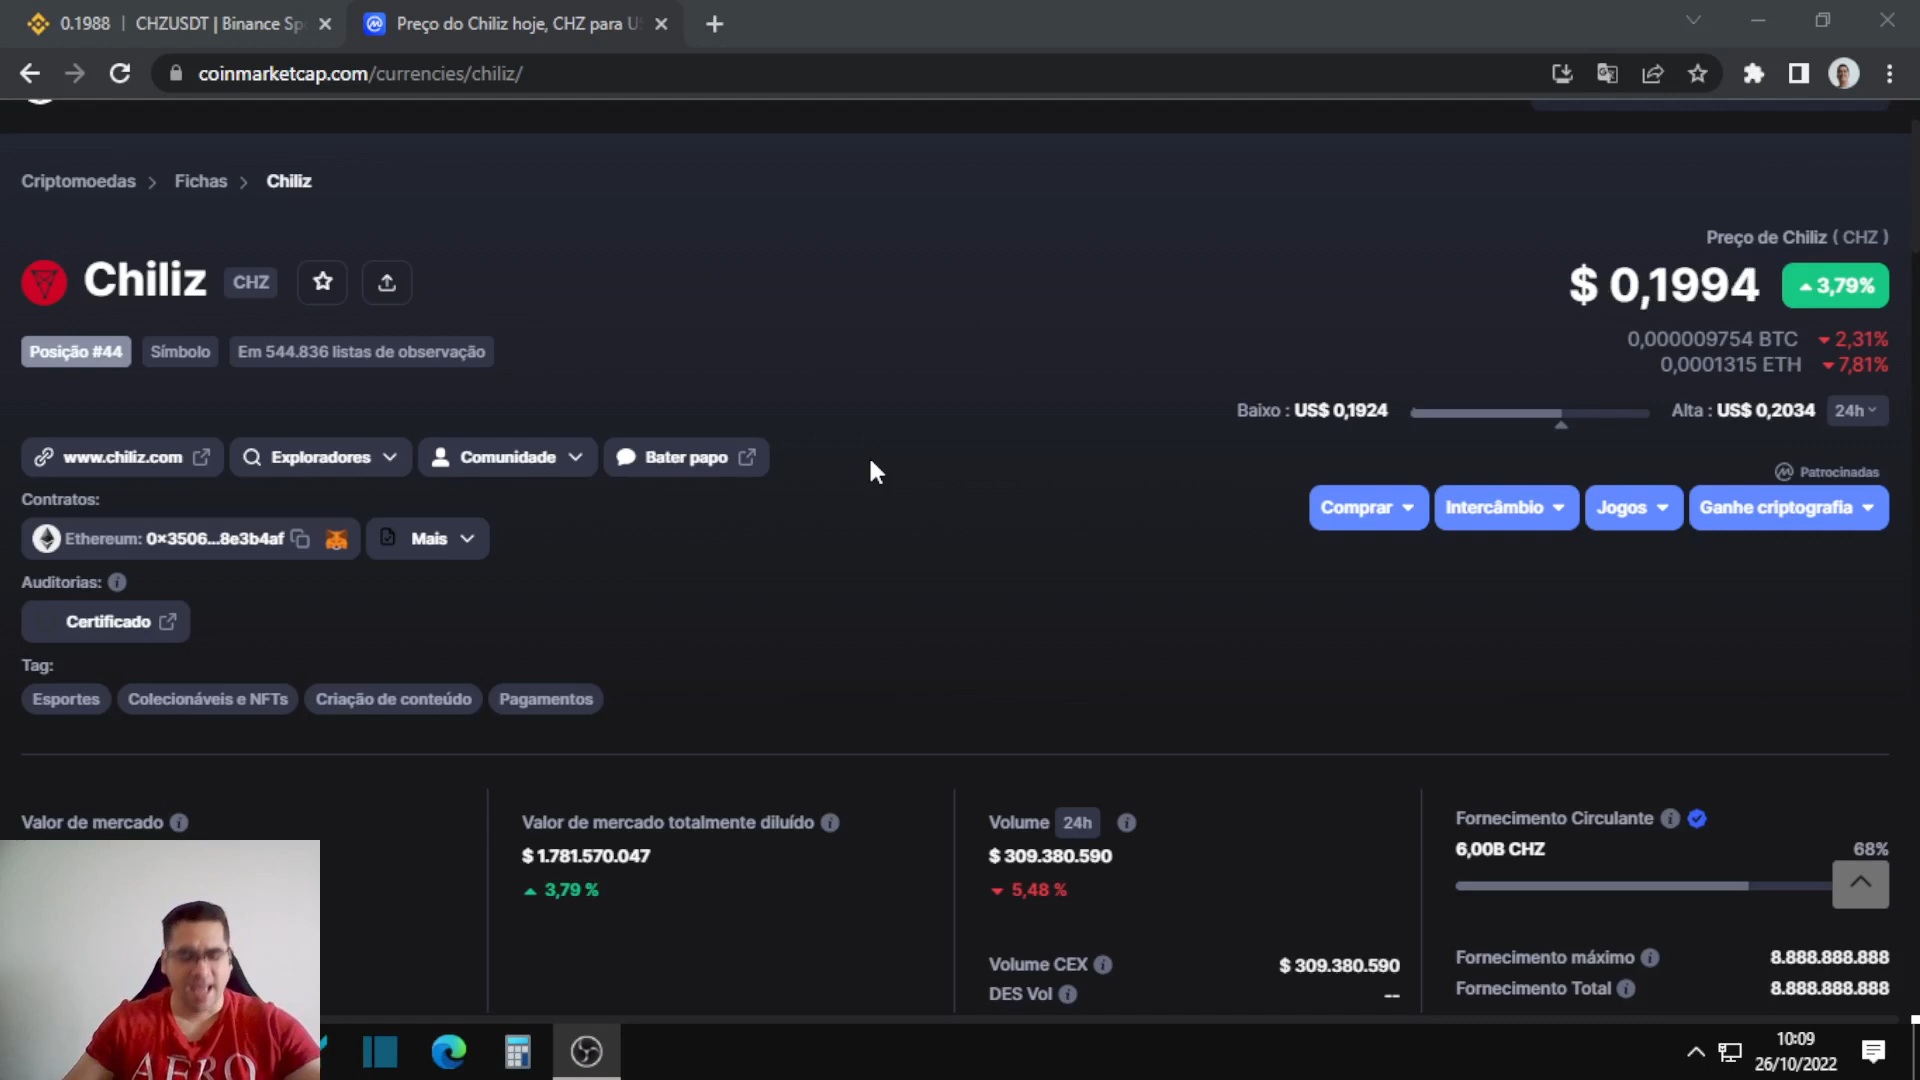 0.1988 | CHZUSDT | Binance Sp
Preço do Chiliz hoje, CHZ para U
coinmarketcap.com/currencies/chiliz/
Criptomoedas > Fichas > Chiliz
Preço de Chiliz ( CHZ )
Chiliz CHZ
$ 0,1994 3,79%
0,000009754 BTC 2,31%
0,0001315 ETH 7,81%
Posição #44 Símbolo Em 544.836 listas de observação
Baixo : US$ 0,1924 Alta : US$ 0,2034 24h
www.chiliz.com Exploradores Comunidade Bater papo
Patrocinadas
Comprar Intercâmbio Jogos Ganhe criptografia
Contratos:
Ethereum: 0x3506...8e3b4af Mais
Auditorias:
Certificado
Tag:
Esportes Colecionáveis e NFTs Criação de conteúdo Pagamentos
Valor de mercado
Valor de mercado totalmente diluído
$ 1.781.570.047
3,79 %
Volume 24h
$ 309.380.590
5,48 %
Volume CEX $ 309.380.590
DES Vol --
Fornecimento Circulante
6,00B CHZ 68%
Fornecimento máximo 8.888.888.888
Fornecimento Total 8.888.888.888
AERO
10:09
26/10/2022